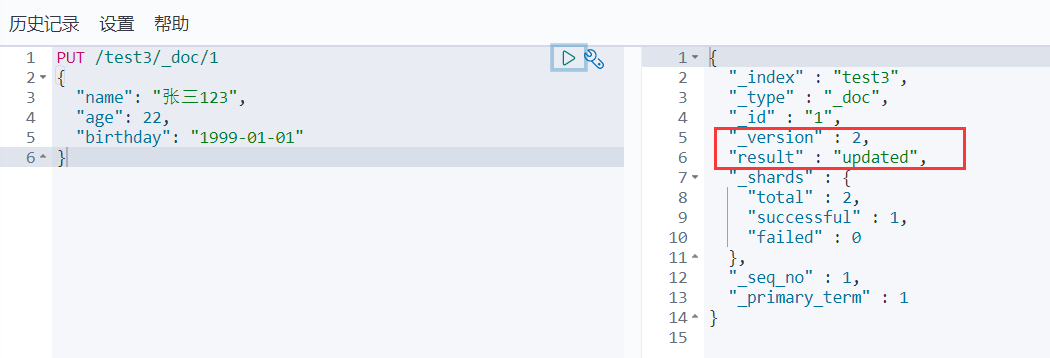 历史记录 设置 帮助
1 PUT /test3/_doc/1
2 {
3 "name": "张三123",
4 "age": 22,
5 "birthday": "1999-01-01"
6 }
1 {
2 "_index" : "test3",
3 "_type" : "_doc",
4 "_id" : "1",
5 "_version" : 2,
6 "result" : "updated",
7 "_shards" : {
8 "total" : 2,
9 "successful" : 1,
10 "failed" : 0
11 },
12 "_seq_no" : 1,
13 "_primary_term" : 1
14 }
15